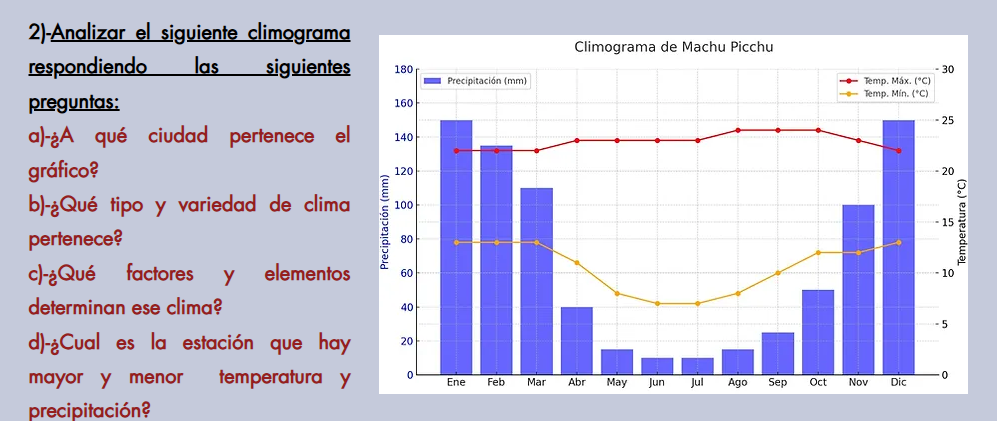 2)-Analizar el siguiente climograma
respondiendo las siguientes
preguntas:
a)-¿A qué ciudad pertenece el
gráfico?
b)-¿Qué tipo y variedad de clima
pertenece?
c)-¿Qué factores y elementos
determinan ese clima?
d)-¿Cual es la estación que hay
mayor y menor temperatura y
precipitación?
Climograma de Machu Picchu
Precipitación (mm)
Temp. Máx. (°C)
Temp. Mín. (°C)
Precipitación (mm)
180
160
140
120
100
80
60
40
20
0
30
25
20
15
10
5
0
Temperatura (°C)
Ene Feb Mar Abr May Jun Jul Ago Sep Oct Nov Dic